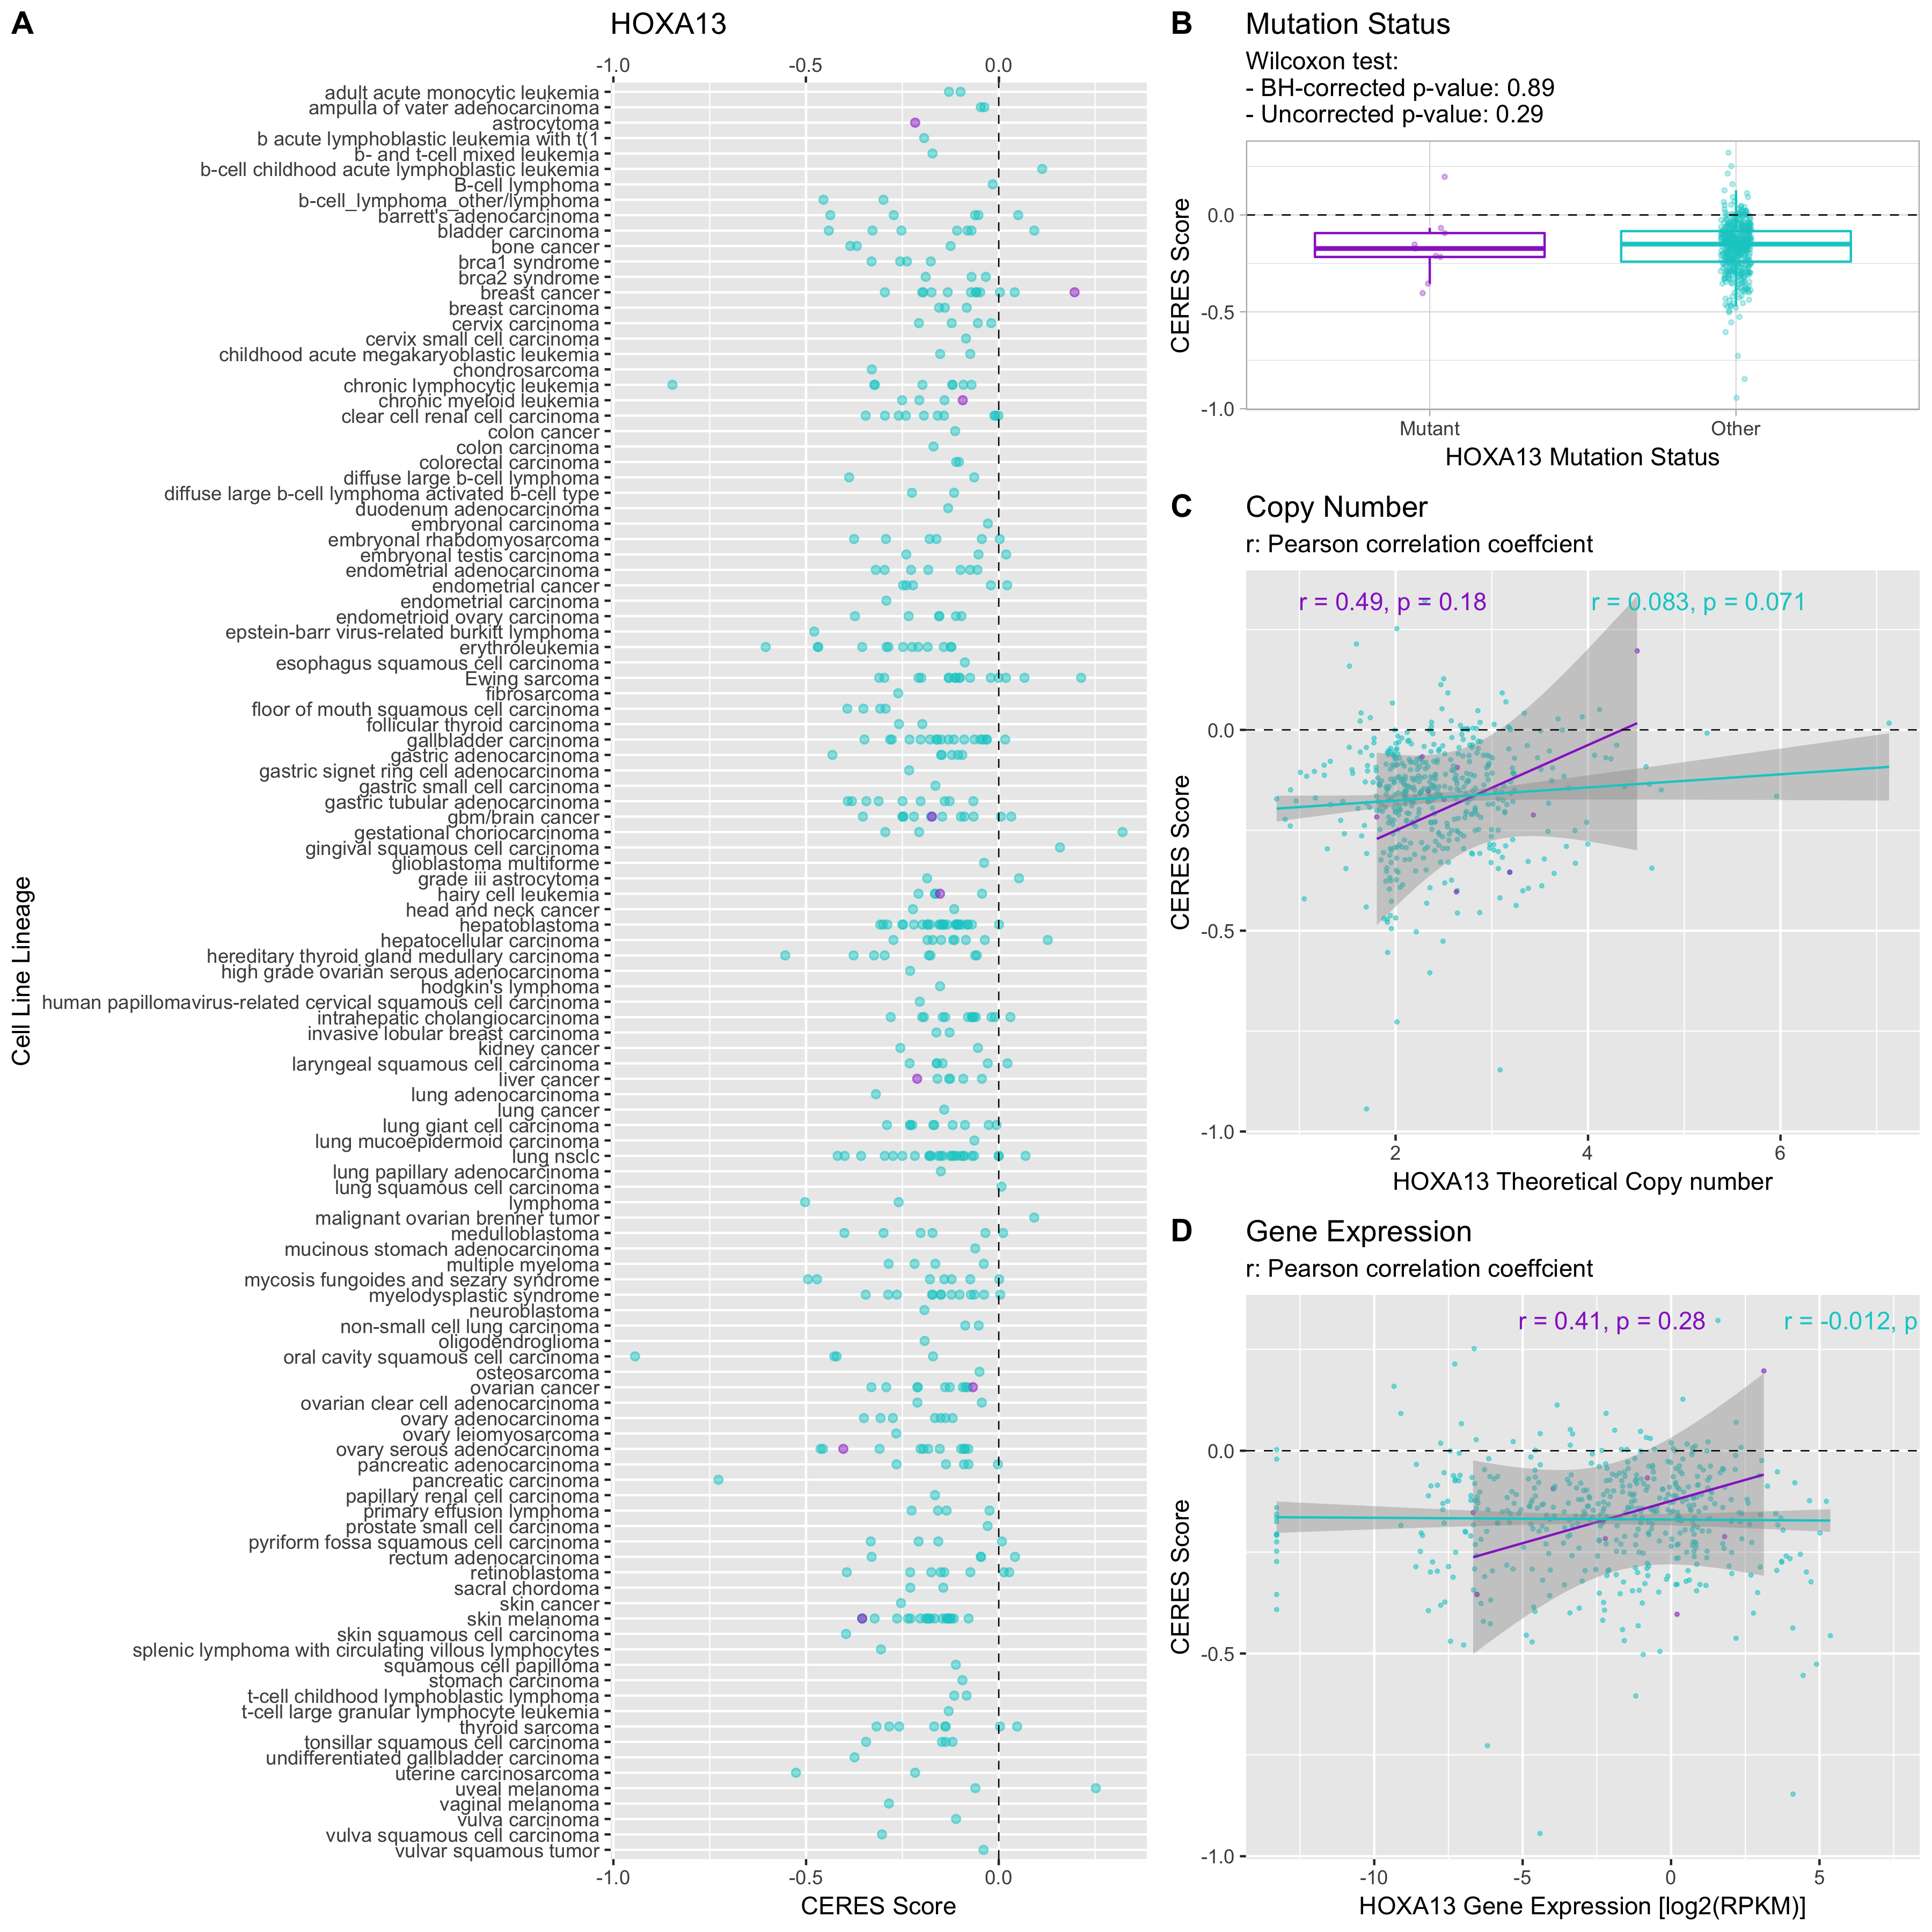 A
HOXA13
-1.0 -0.5 0.0
adult acute monocytic leukemia
ampulla of vater adenocarcinoma
astrocytoma
b acute lymphoblastic leukemia with t(1
b- and t-cell mixed leukemia
b-cell childhood acute lymphoblastic leukemia
B-cell lymphoma
b-cell_lymphoma_other/lymphoma
barrett's adenocarcinoma
bladder carcinoma
bone cancer
brca1 syndrome
brca2 syndrome
breast cancer
breast carcinoma
cervix carcinoma
cervix small cell carcinoma
childhood acute megakaryoblastic leukemia
chondrosarcoma
chronic lymphocytic leukemia
chronic myeloid leukemia
clear cell renal cell carcinoma
colon cancer
colon carcinoma
colorectal carcinoma
diffuse large b-cell lymphoma
diffuse large b-cell lymphoma activated b-cell type
duodenum adenocarcinoma
embryonal carcinoma
embryonal rhabdomyosarcoma
embryonal testis carcinoma
endometrial adenocarcinoma
endometrial cancer
endometrial carcinoma
endometrioid ovary carcinoma
epstein-barr virus-related burkitt lymphoma
erythroleukemia
esophagus squamous cell carcinoma
Ewing sarcoma
fibrosarcoma
floor of mouth squamous cell carcinoma
follicular thyroid carcinoma
gallbladder carcinoma
gastric adenocarcinoma
gastric signet ring cell adenocarcinoma
gastric small cell carcinoma
gastric tubular adenocarcinoma
gbm/brain cancer
gestational choriocarcinoma
gingival squamous cell carcinoma
glioblastoma multiforme
grade iii astrocytoma
hairy cell leukemia
head and neck cancer
hepatoblastoma
hepatocellular carcinoma
hereditary thyroid gland medullary carcinoma
high grade ovarian serous adenocarcinoma
hodgkin's lymphoma
human papillomavirus-related cervical squamous cell carcinoma
intrahepatic cholangiocarcinoma
invasive lobular breast carcinoma
kidney cancer
laryngeal squamous cell carcinoma
liver cancer
lung adenocarcinoma
lung cancer
lung giant cell carcinoma
lung mucoepidermoid carcinoma
lung nsclc
lung papillary adenocarcinoma
lung squamous cell carcinoma
lymphoma
malignant ovarian brenner tumor
medulloblastoma
mucinous stomach adenocarcinoma
multiple myeloma
mycosis fungoides and sezary syndrome
myelodysplastic syndrome
neuroblastoma
non-small cell lung carcinoma
oligodendroglioma
oral cavity squamous cell carcinoma
osteosarcoma
ovarian cancer
ovarian clear cell adenocarcinoma
ovary adenocarcinoma
ovary leiomyosarcoma
ovary serous adenocarcinoma
pancreatic adenocarcinoma
pancreatic carcinoma
papillary renal cell carcinoma
primary effusion lymphoma
prostate small cell carcinoma
pyriform fossa squamous cell carcinoma
rectum adenocarcinoma
retinoblastoma
sacral chordoma
skin cancer
skin melanoma
skin squamous cell carcinoma
splenic lymphoma with circulating villous lymphocytes
squamous cell papilloma
stomach carcinoma
t-cell childhood lymphoblastic lymphoma
t-cell large granular lymphocyte leukemia
thyroid sarcoma
tonsillar squamous cell carcinoma
undifferentiated gallbladder carcinoma
uterine carcinosarcoma
uveal melanoma
vaginal melanoma
vulva carcinoma
vulva squamous cell carcinoma
vulvar squamous tumor
-1.0 -0.5 0.0
CERES Score
Cell Line Lineage
B
Mutation Status
Wilcoxon test:
- BH-corrected p-value: 0.89
- Uncorrected p-value: 0.29
0.0
-0.5
-1.0
CERES Score
Mutant Other
HOXA13 Mutation Status
C
Copy Number
r: Pearson correlation coeffcient
r = 0.49, p = 0.18 r = 0.083, p = 0.071
0.0
-0.5
-1.0
CERES Score
2 4 6
HOXA13 Theoretical Copy number
D
Gene Expression
r: Pearson correlation coeffcient
r = 0.41, p = 0.28 r = -0.012, p
0.0
-0.5
-1.0
CERES Score
-10 -5 0 5
HOXA13 Gene Expression [log2(RPKM)]